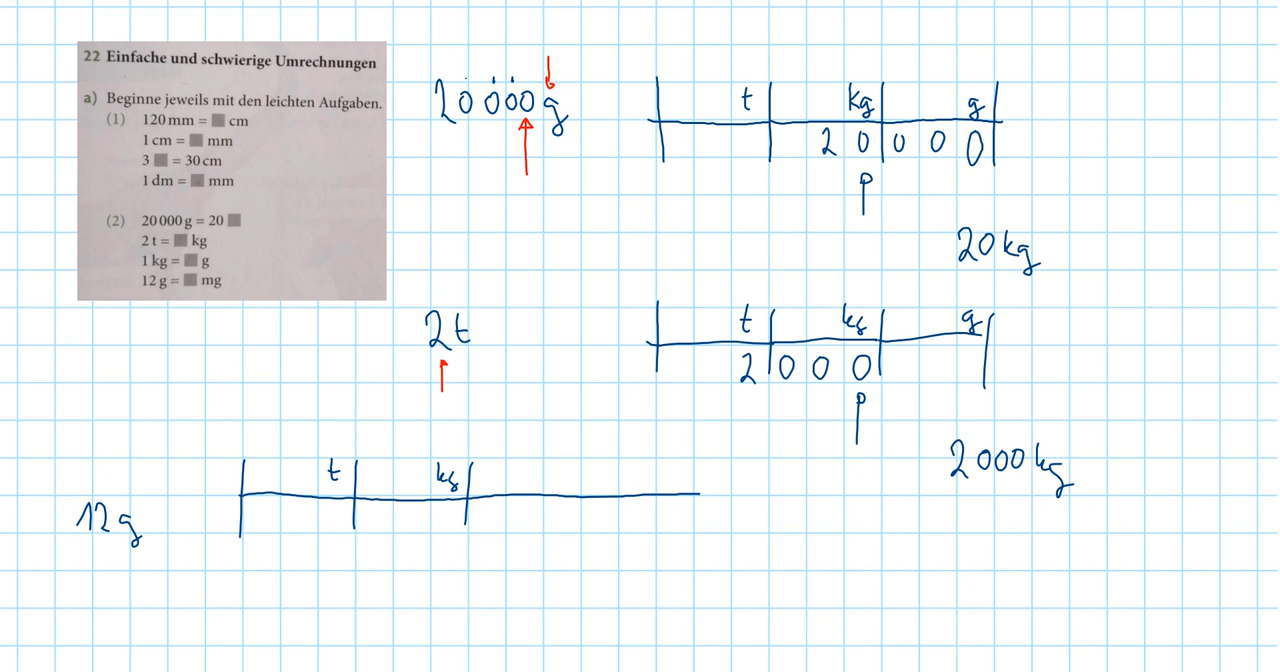 22 Einfache und schwierige Umrechnungen
a) Beginne jeweils mit den leichten Aufgaben.
(1) 120 mm = ■ cm
1 cm = ■ mm
3 ■ = 30 cm
1 dm = ■ mm
(2) 20 000 g = 20 ■
2 t = ■ kg
1 kg = ■ g
12 g = ■ mg
20 000 g
t kg g
2 0 0 0 0
20 kg
2 t
t kg g
2 0 0 0
2000 kg
t kg
12 g